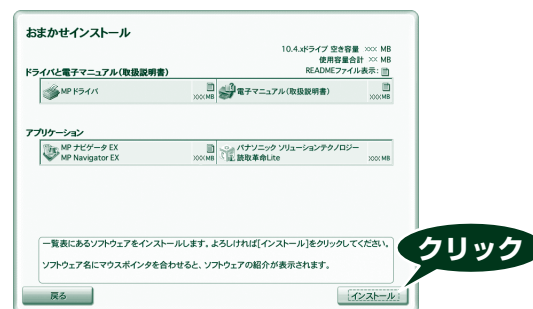 おまかせインストール
10.4.xドライブ 空き容量 xxx MB
使用容量合計 xx MB
ドライバと電子マニュアル(取扱説明書)
READMEファイル表示:
MP ドライバ
xxxMB
電子マニュアル(取扱説明書)
xxxMB
アプリケーション
MP ナビゲータ EX
MP Navigator EX
xxxMB
パナソニック ソリューションテクノロジー
読取革命Lite
xxxMB
一覧表にあるソフトウェアをインストールします。よろしければ[インストール]をクリックしてください。
ソフトウェア名にマウスポインタを合わせると、ソフトウェアの紹介が表示されます。
クリック
戻る
インストール